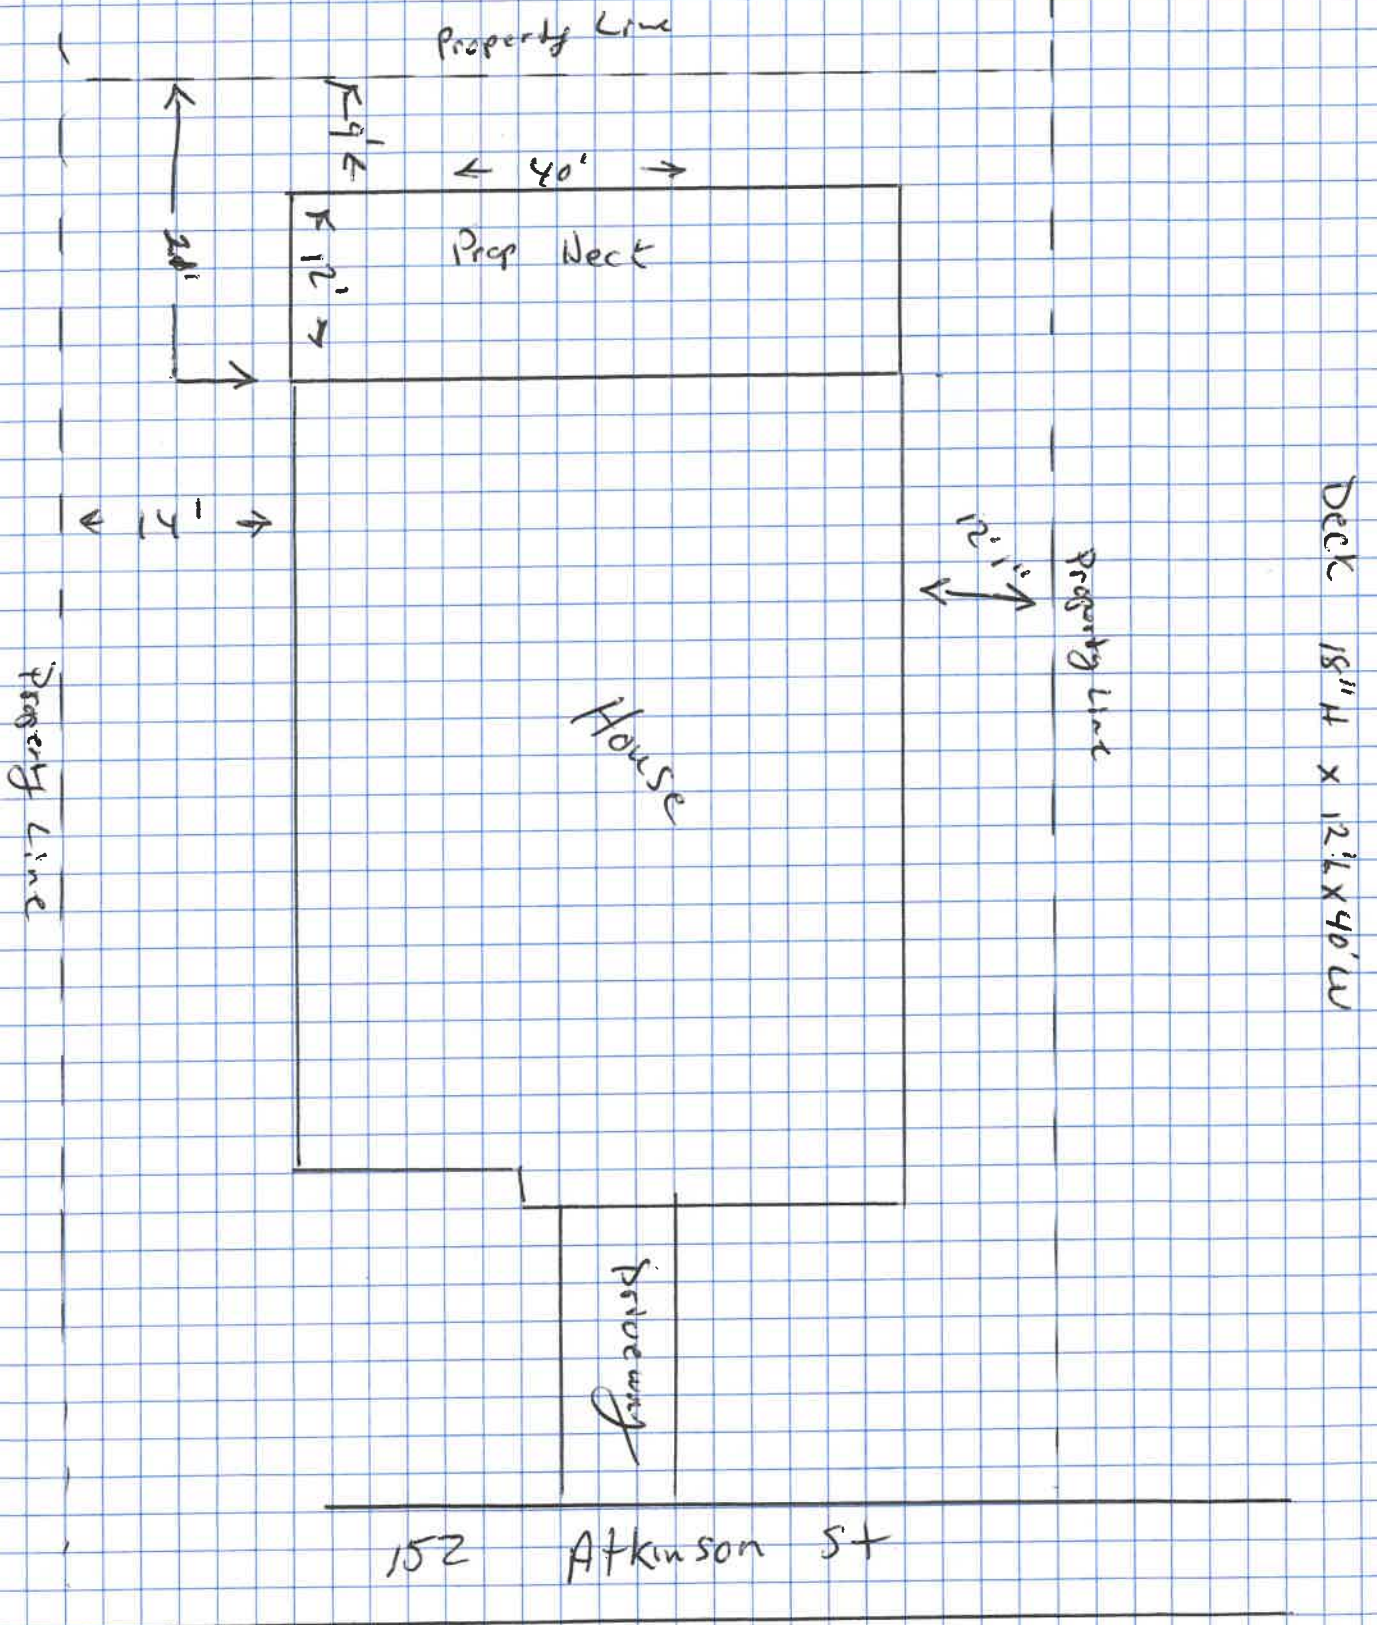 Property Line
9'
40'
12'
Prop Deck
14'
12'1"
Property Line
House
Property Line
Deck 18" H x 12'L x 40'W
Driveway
152 Atkinson St